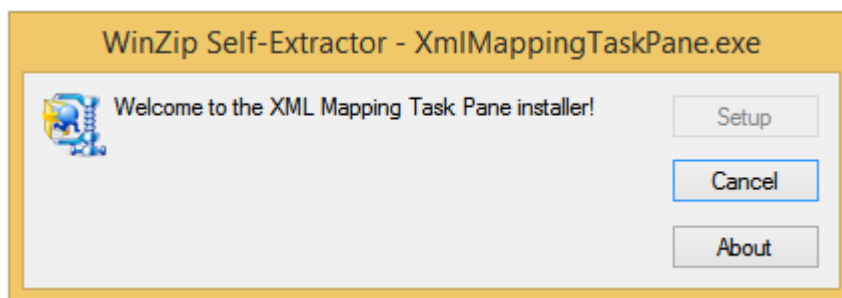 WinZip Self-Extractor - XmlMappingTaskPane.exe
Welcome to the XML Mapping Task Pane installer!
Setup
Cancel
About